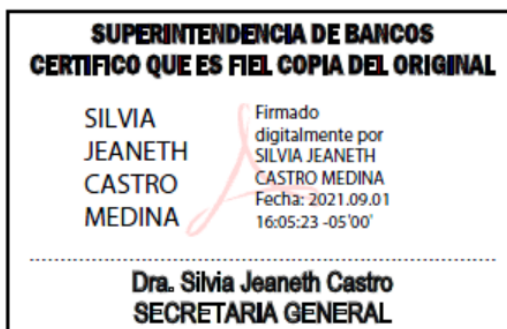 SUPERINTENDENCIA DE BANCOS
CERTIFICO QUE ES FIEL COPIA DEL ORIGINAL
SILVIA
JEANETH
CASTRO
MEDINA
Firmado
digitalmente por
SILVIA JEANETH
CASTRO MEDINA
Fecha: 2021.09.01
16:05:23 -05'00'
Dra. Silvia Jeaneth Castro
SECRETARIA GENERAL